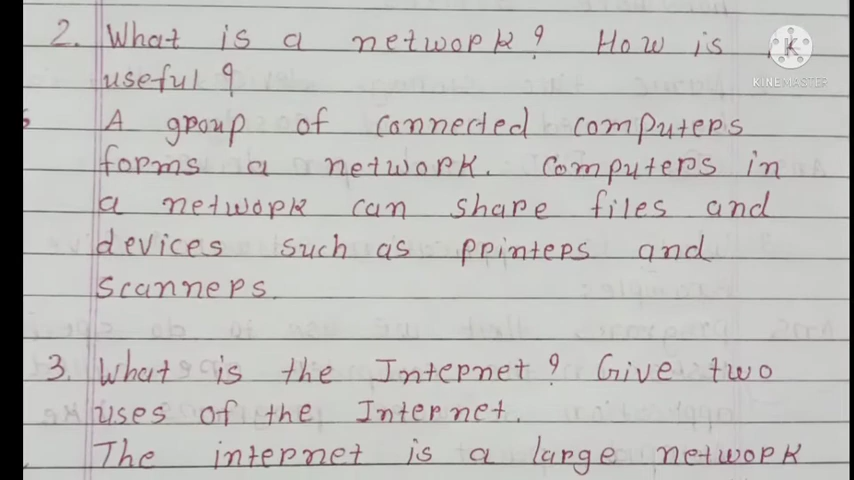 2. What is a network? How is
K
KINEMASTER
useful?
A group of connected computers
forms a network. Computers in
a network can share files and
devices such as printers and
scanners.
3. What is the Internet? Give two
uses of the Internet.
The internet is a large network